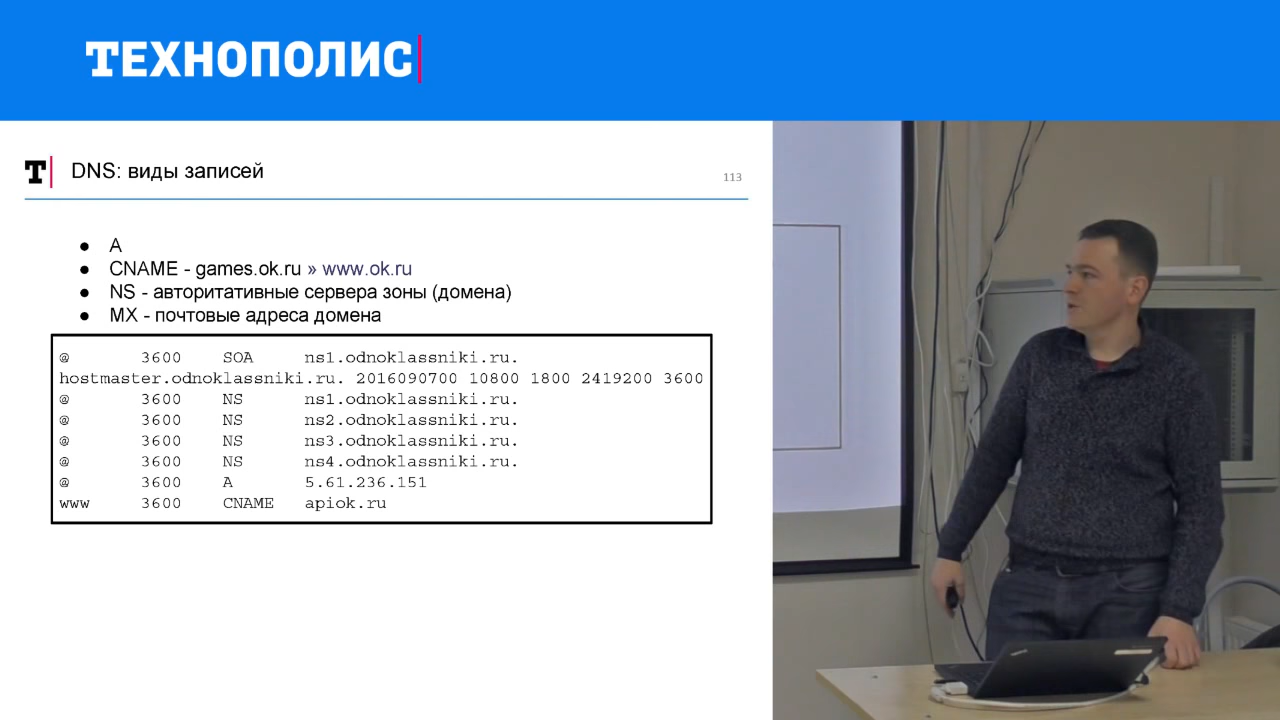 ТЕХНОПОЛИС
Т DNS: виды записей
113
● A
● CNAME - games.ok.ru » www.ok.ru
● NS - авторитативные сервера зоны (домена)
● MX - почтовые адреса домена
@ 3600 SOA ns1.odnoklassniki.ru.
hostmaster.odnoklassniki.ru. 2016090700 10800 1800 2419200 3600
@ 3600 NS ns1.odnoklassniki.ru.
@ 3600 NS ns2.odnoklassniki.ru.
@ 3600 NS ns3.odnoklassniki.ru.
@ 3600 NS ns4.odnoklassniki.ru.
@ 3600 A 5.61.236.151
www 3600 CNAME apiok.ru